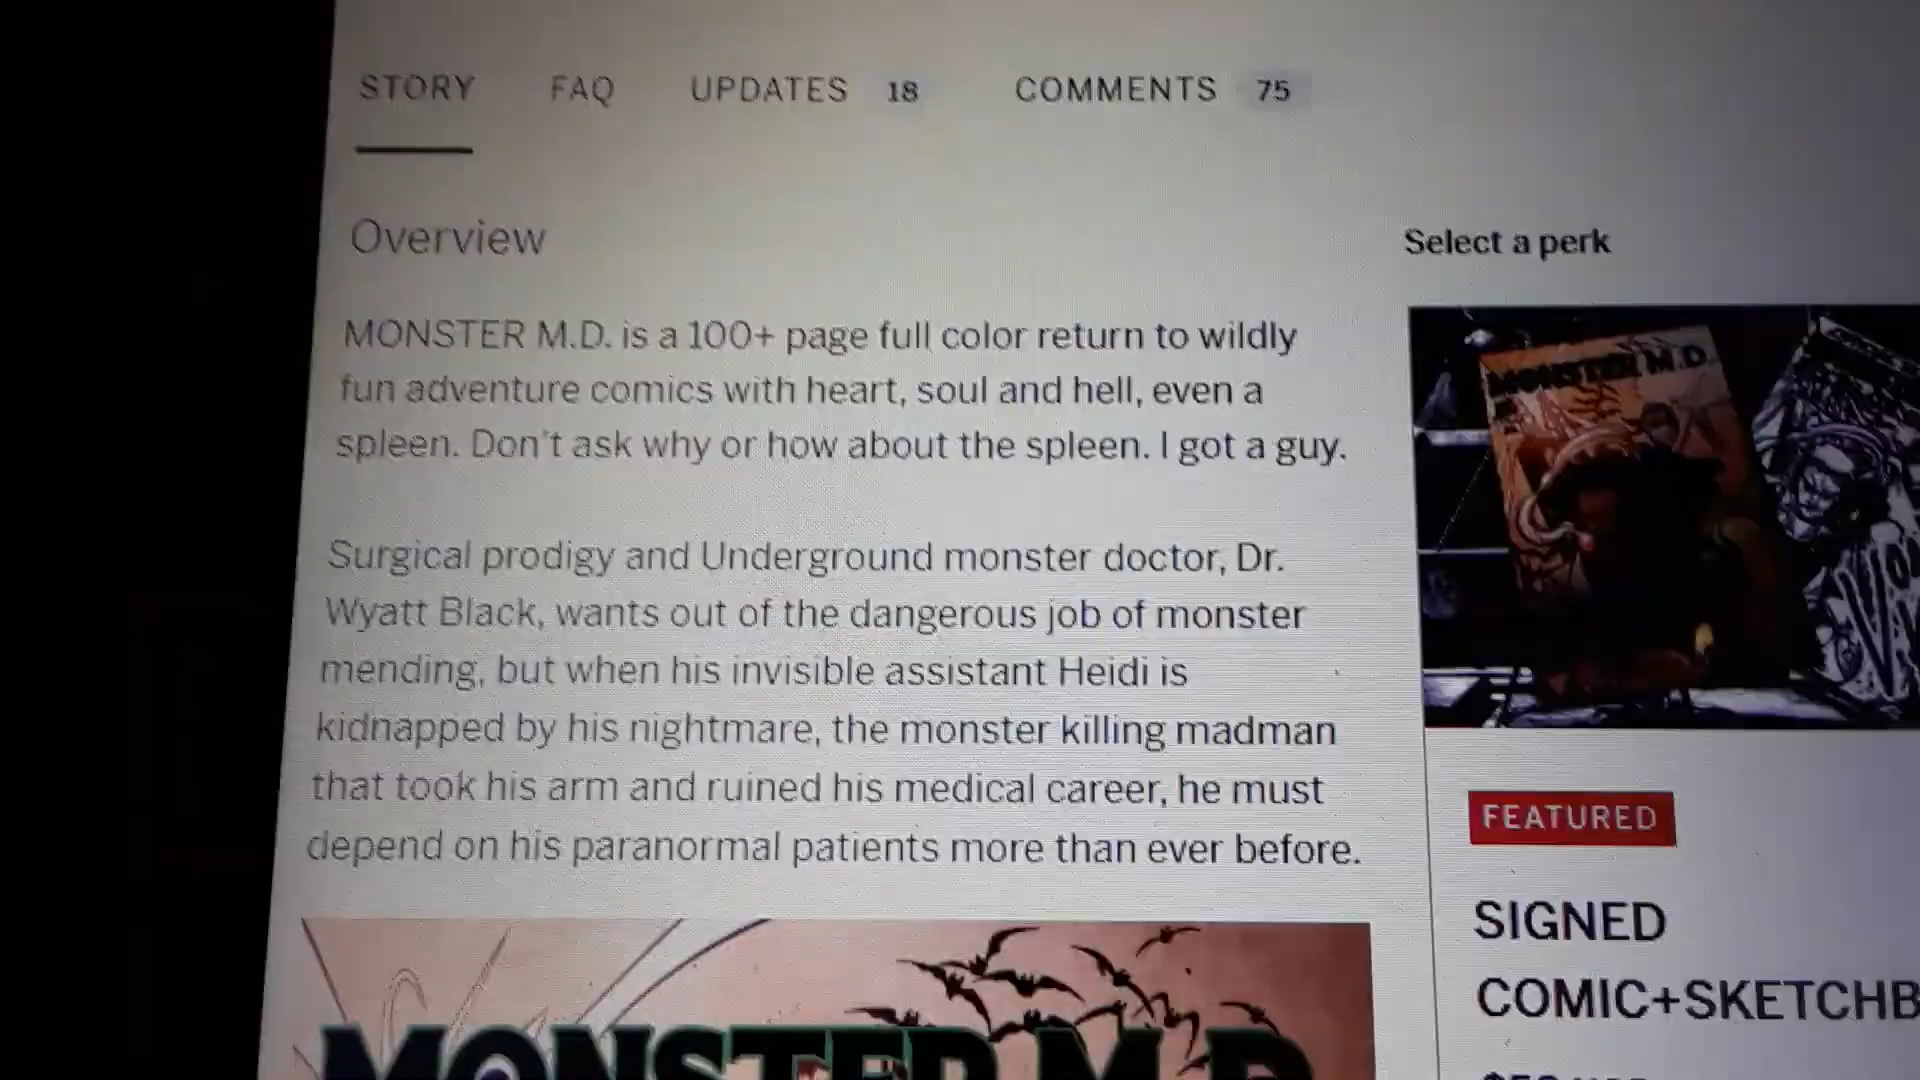 STORY FAQ UPDATES 18 COMMENTS 75
Overview
MONSTER M.D. is a 100+ page full color return to wildly
fun adventure comics with heart, soul and hell, even a
spleen. Don't ask why or how about the spleen. I got a guy.
Surgical prodigy and Underground monster doctor, Dr.
Wyatt Black, wants out of the dangerous job of monster
mending, but when his invisible assistant Heidi is
kidnapped by his nightmare, the monster killing madman
that took his arm and ruined his medical career, he must
depend on his paranormal patients more than ever before.
MONSTER M.D.
Select a perk
MONSTER M.D.
FEATURED
SIGNED
COMIC+SKETCHB